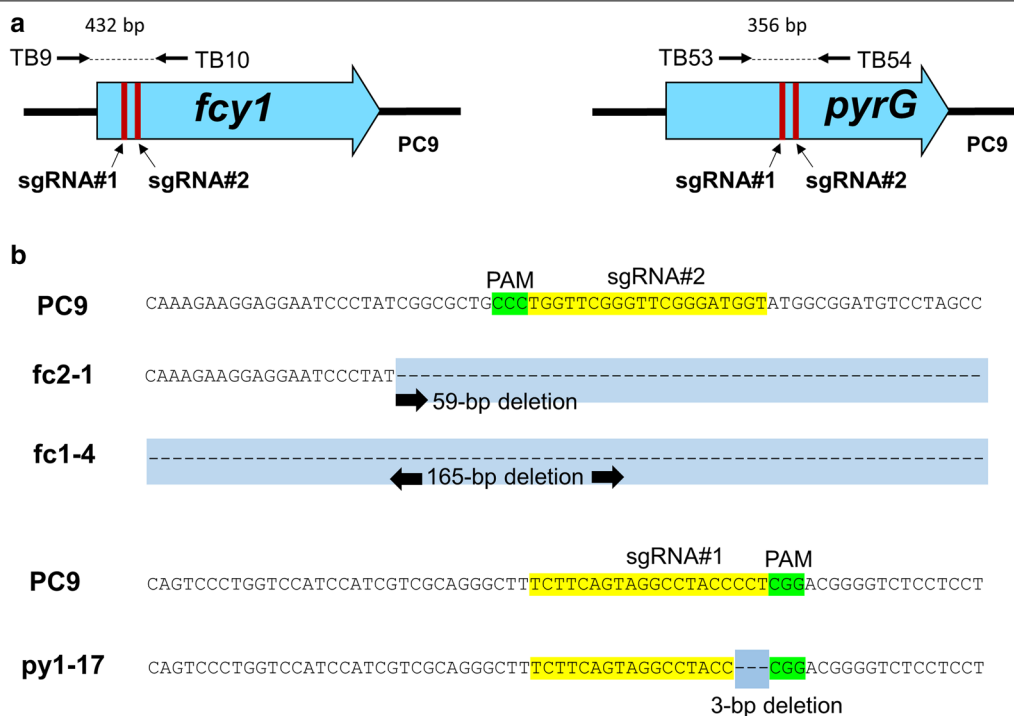 a
432 bp
356 bp
TB9 TB10
TB53 TB54
fcy1
pyrG
PC9
PC9
sgRNA#1 sgRNA#2
sgRNA#1 sgRNA#2
b
PAM sgRNA#2
PC9 CAAAGAAGGAGGAATCCCTATCGGCGCTGCCCTGGTTCGGGTTCGGGATGGTATGGCGGATGTCCTAGCC
fc2-1 CAAAGAAGGAGGAATCCCTAT-------------------------------------------------
59-bp deletion
fc1-4 ----------------------------------------------------------------------
165-bp deletion
sgRNA#1 PAM
PC9 CAGTCCCTGGTCCATCCATCGTCGCAGGGCTTTCTTCAGTAGGCCTACCCCTCGGACGGGGTCTCCTCCT
py1-17 CAGTCCCTGGTCCATCCATCGTCGCAGGGCTTTCTTCAGTAGGCCTACC---CGGACGGGGTCTCCTCCT
3-bp deletion